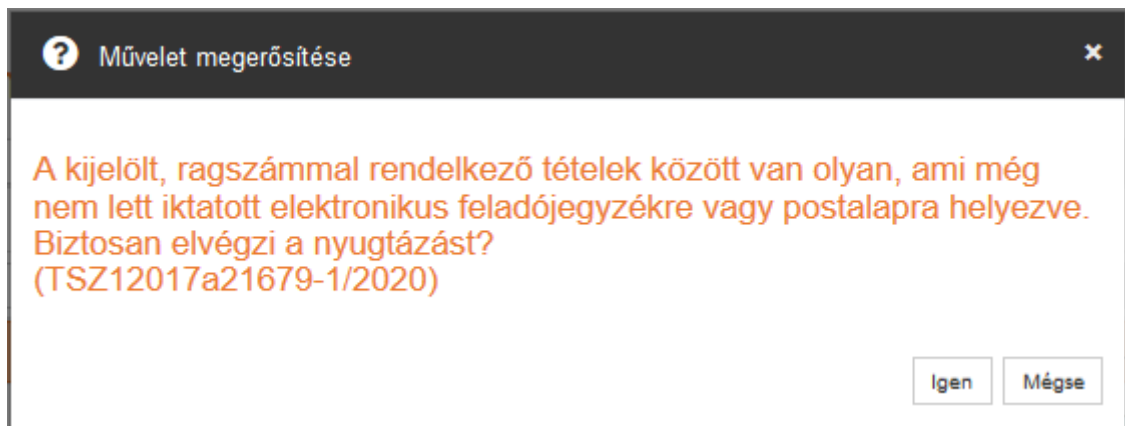 Művelet megerősítése
A kijelölt, ragszámmal rendelkező tételek között van olyan, ami még
nem lett iktatott elektronikus feladójegyzékre vagy postalapra helyezve.
Biztosan elvégzi a nyugtázást?
(TSZ12017a21679-1/2020)
Igen Mégse